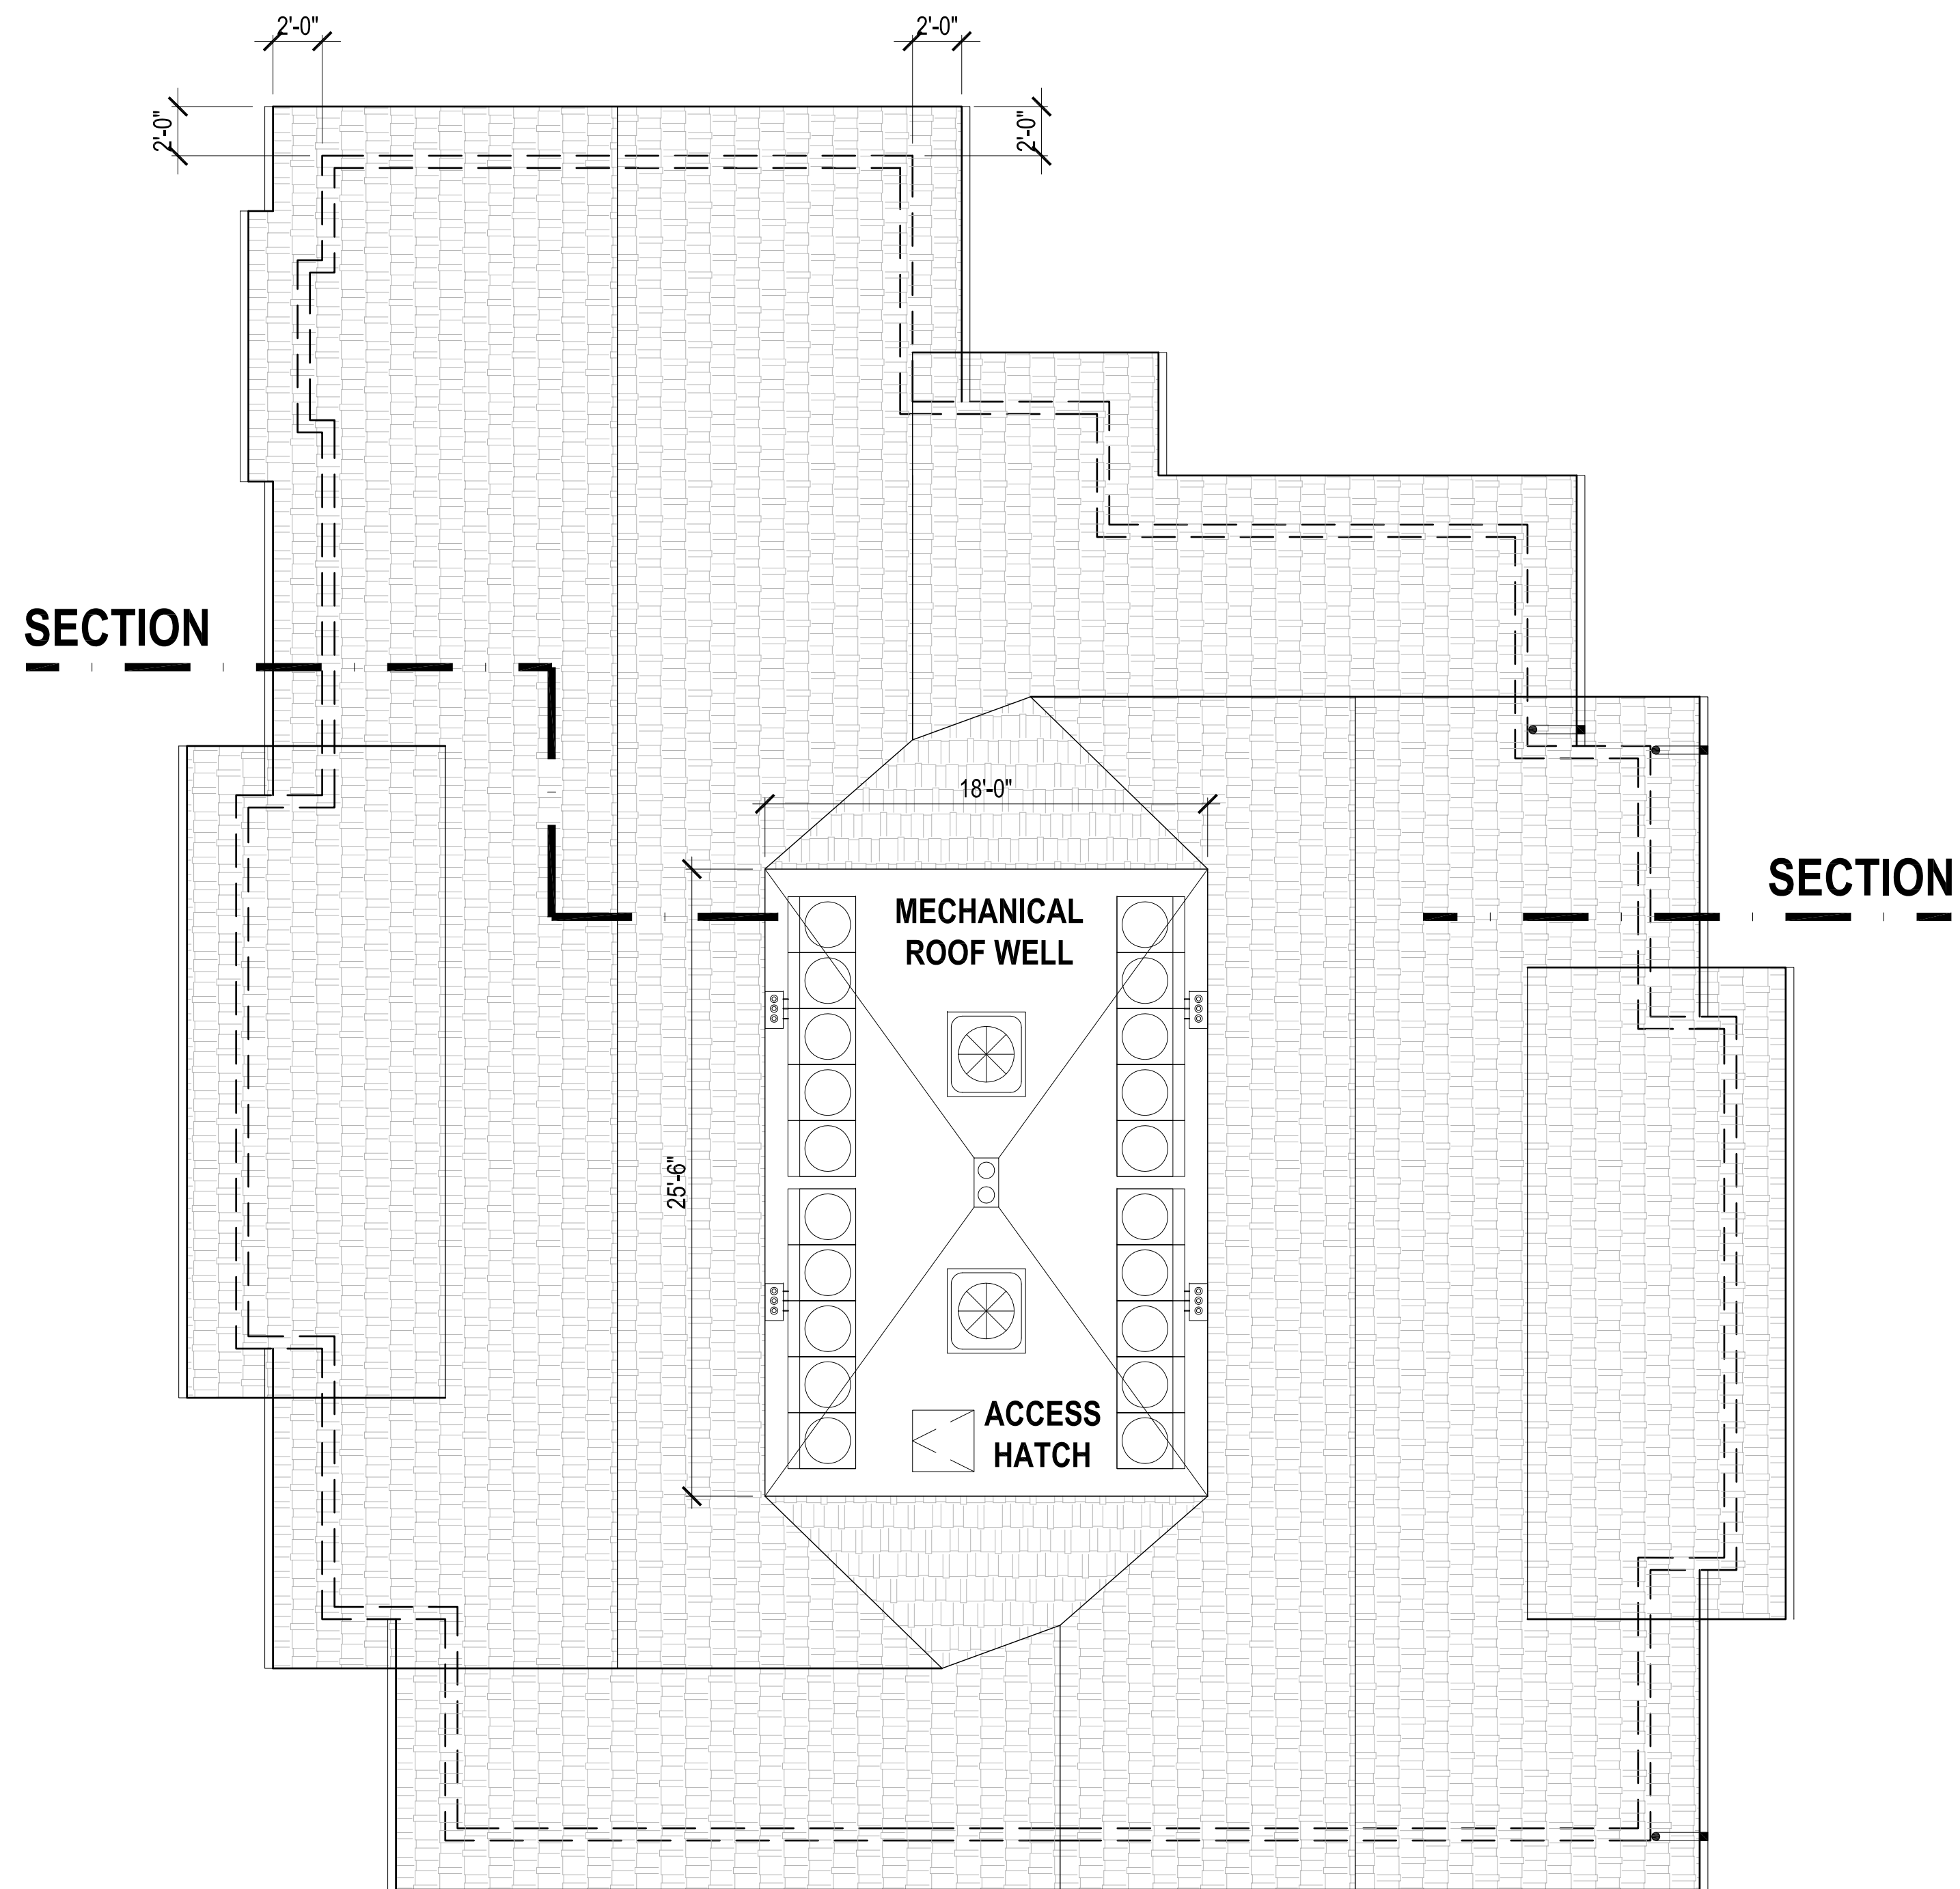 2'-0"
2'-0"
2'-0"
2'-0"
SECTION
18'-0"
SECTION
MECHANICAL
ROOF WELL
25'-6"
ACCESS
HATCH